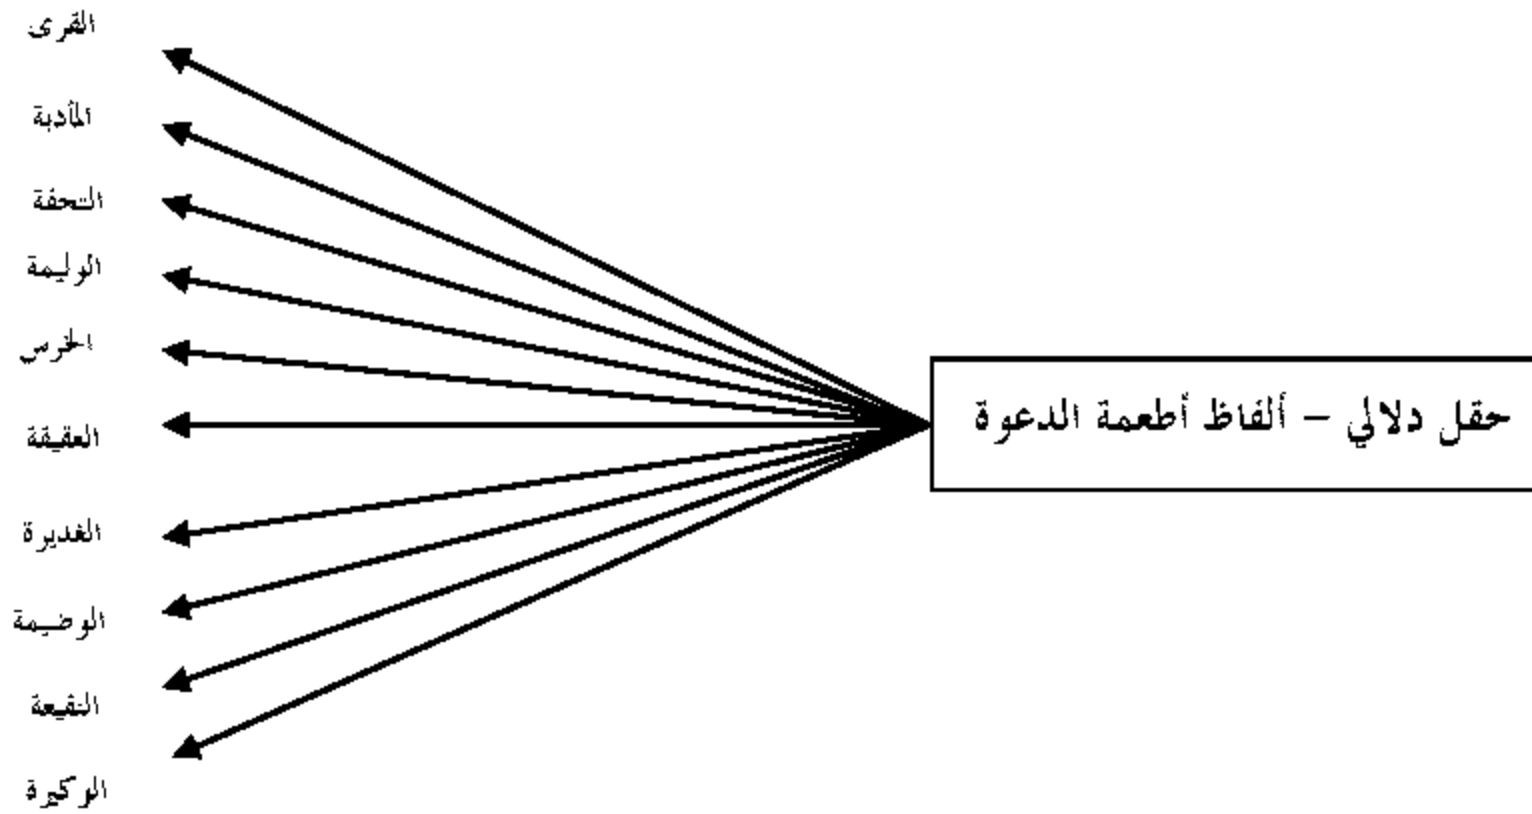 حقل دلالي – ألفاظ أطعمة الدعوة
القرى
المأدبة
التحفة
الوليمة
الخرس
العقيقة
الغديرة
الوضيمة
النقيعة
الوكيرة